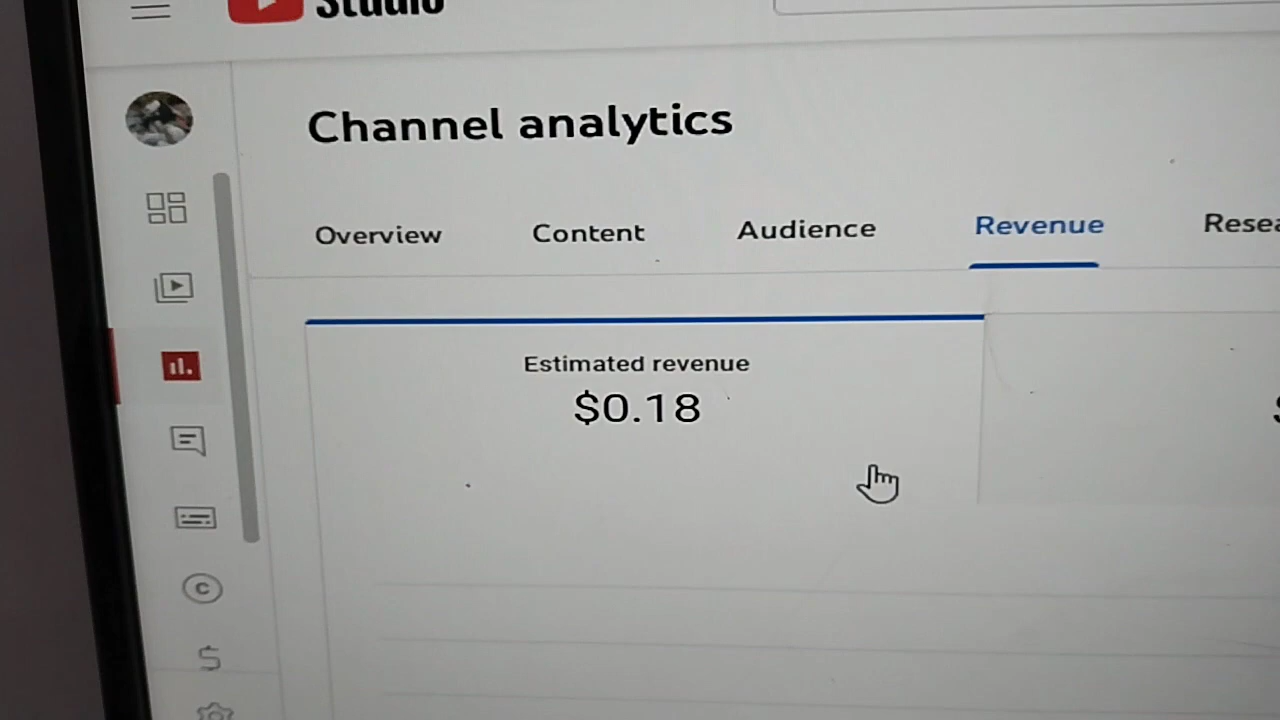 Studio
Channel analytics
Overview Content Audience Revenue
Estimated revenue
$0.18